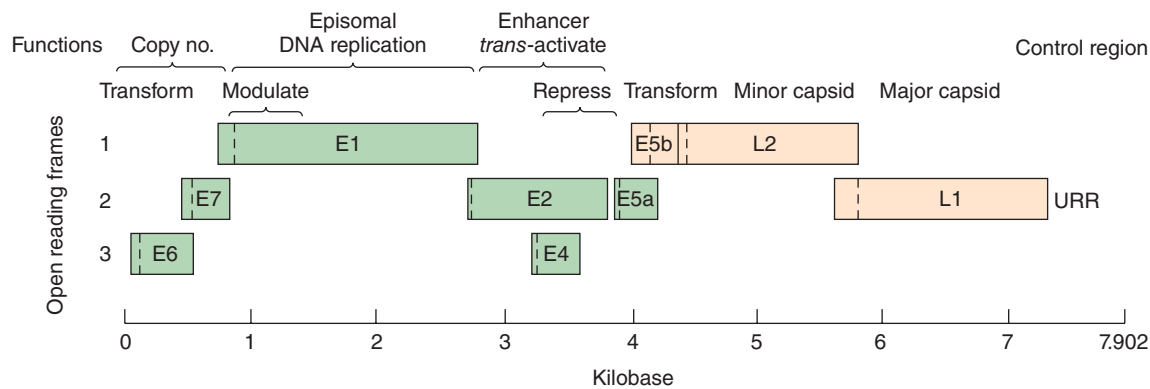 Functions
Copy no.
Episomal
DNA replication
Enhancer
trans-activate
Control region
Transform
Modulate
Repress
Transform
Minor capsid
Major capsid
Open reading frames
1
E1
E5b
L2
2
E7
E2
E5a
L1
URR
3
E6
E4
0
1
2
3
4
5
6
7
7.902
Kilobase